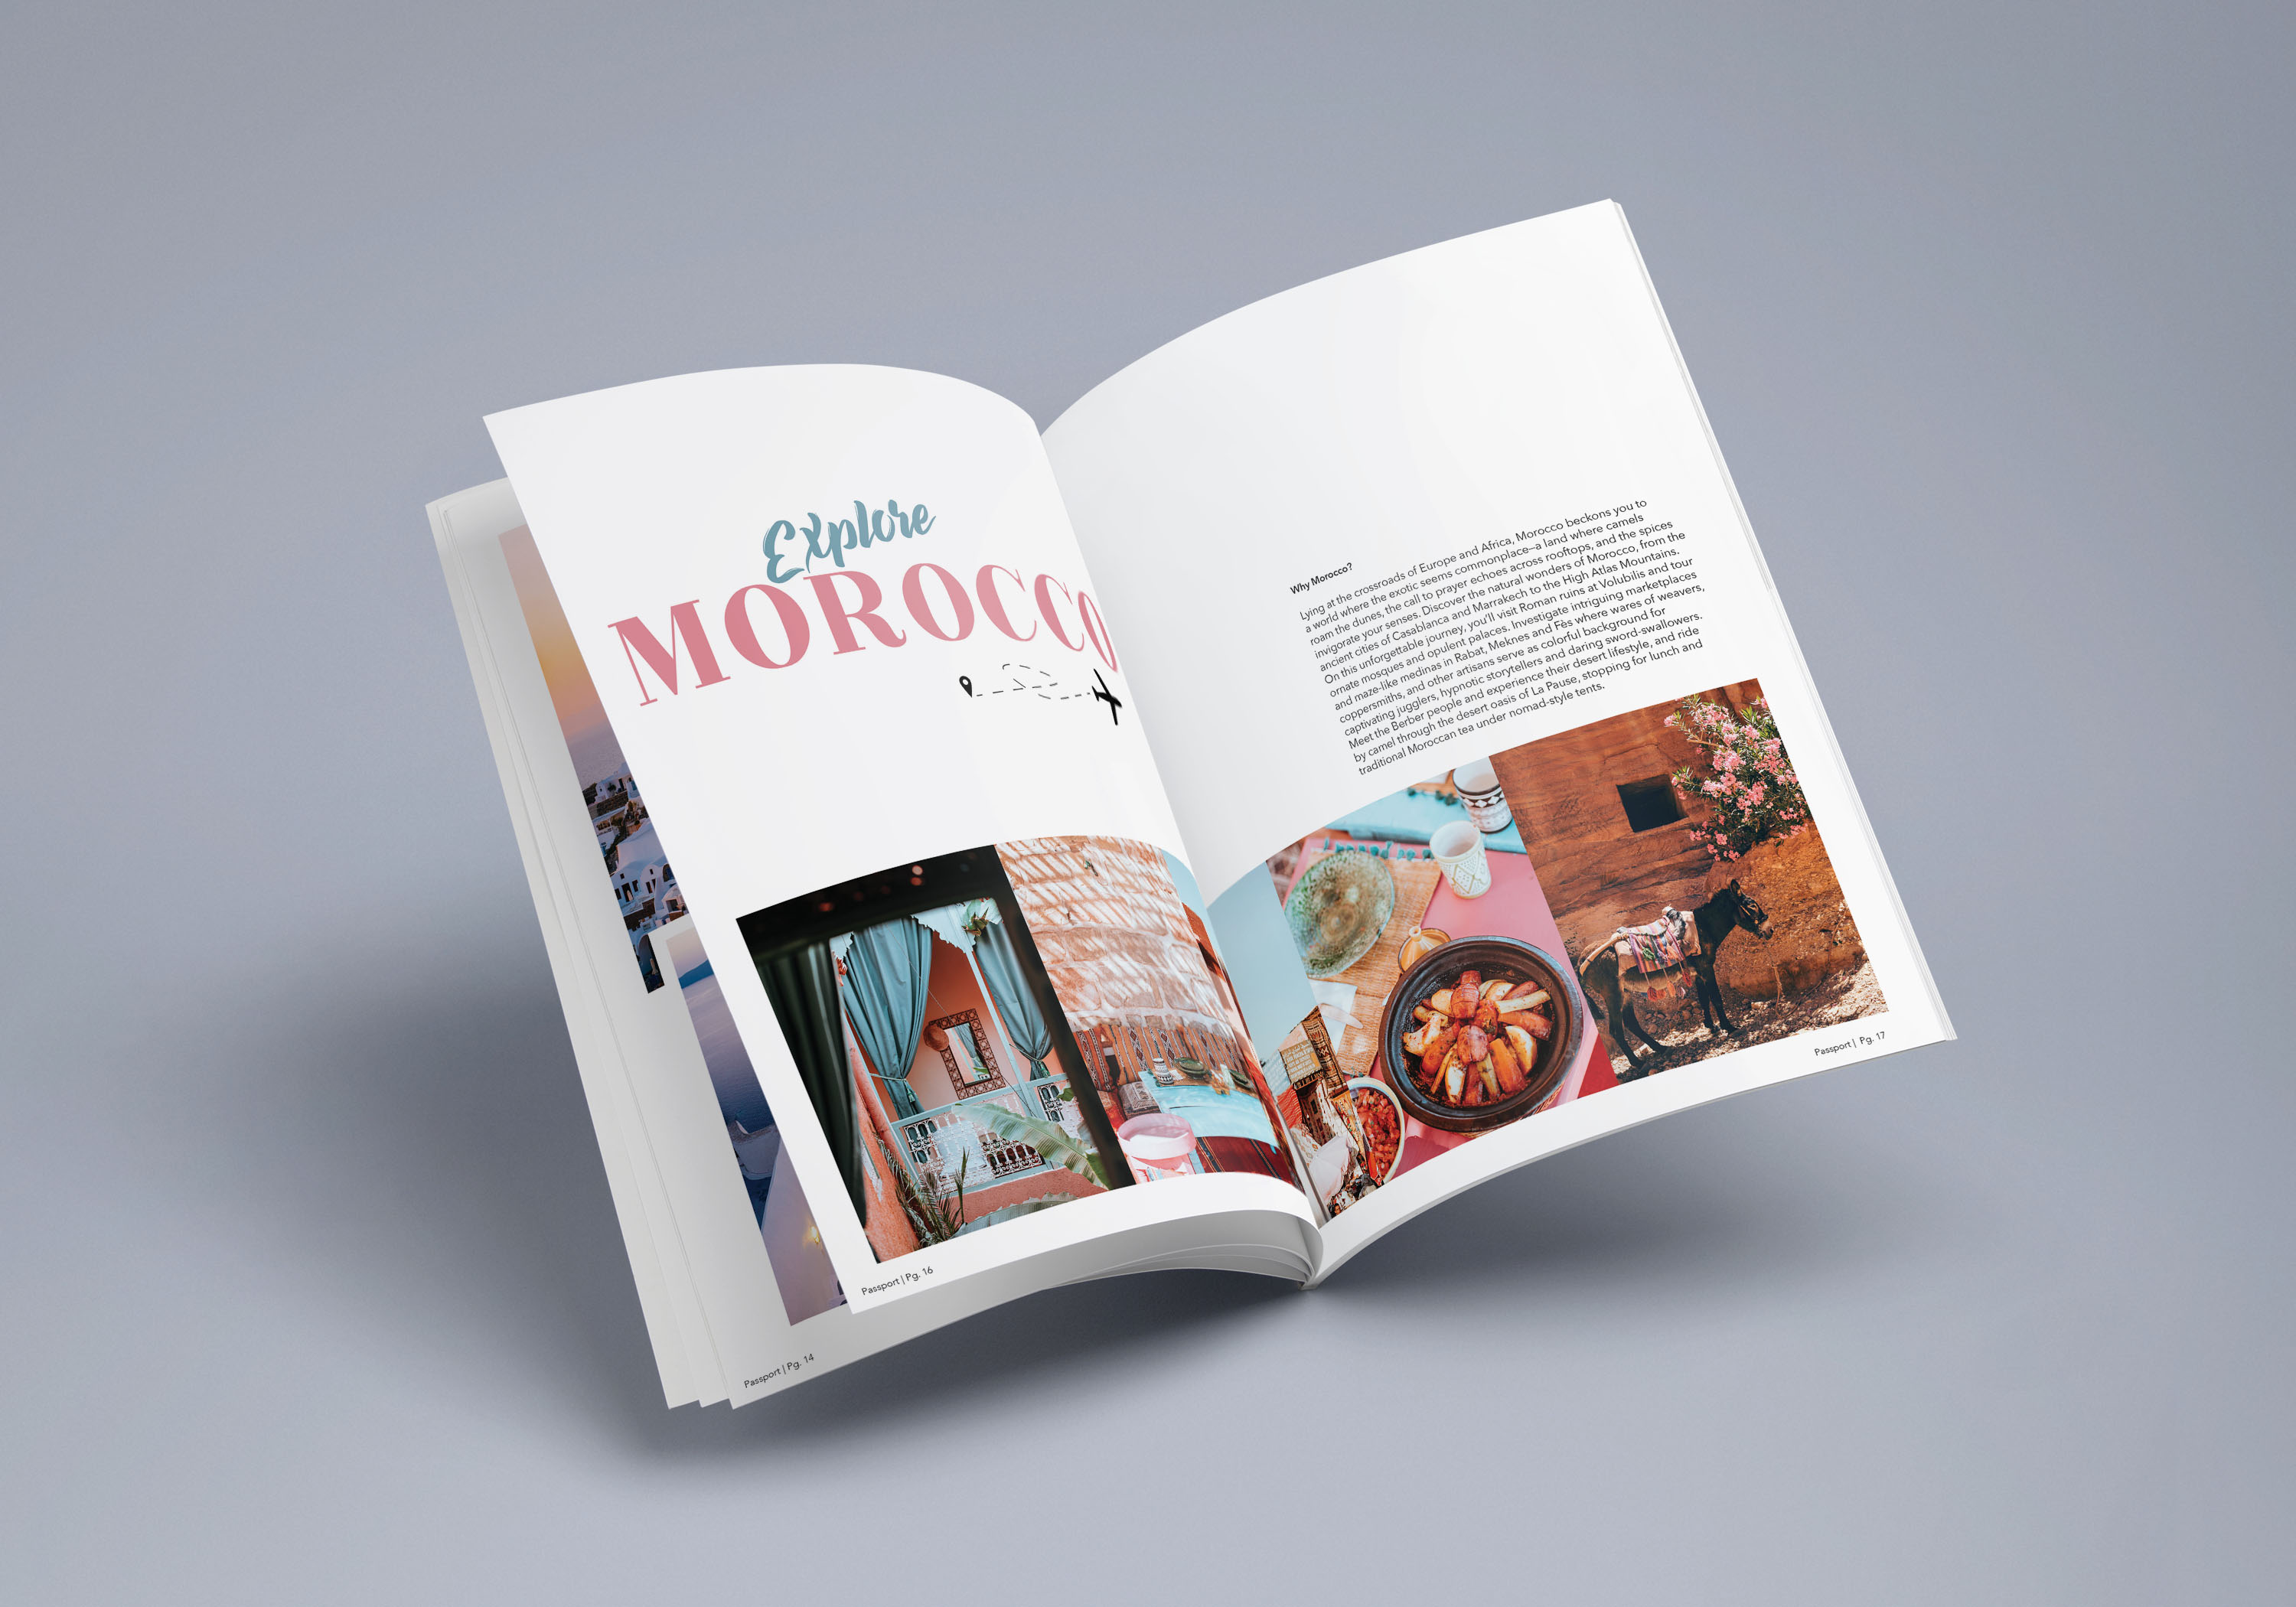 Explore
MOROCCO
Why Morocco?
Lying at the crossroads of Europe and Africa, Morocco beckons you to
a world where the exotic seems commonplace—a land where camels
roam the dunes, the call to prayer echoes across rooftops, and the spices
invigorate your senses. Discover the natural wonders of Morocco, from the
ancient cities of Casablanca and Marrakech to the High Atlas Mountains.
On this unforgettable journey, you'll visit Roman ruins at Volubilis and tour
ornate mosques and opulent palaces. Investigate intriguing marketplaces
and maze-like medinas in Rabat, Meknes and Fès where wares of weavers,
coppersmiths, and other artisans serve as colorful background for
captivating jugglers, hypnotic storytellers and daring sword-swallowers.
Meet the Berber people and experience their desert lifestyle, and ride
by camel through the desert oasis of La Pause, stopping for lunch and
traditional Moroccan tea under nomad-style tents.
Passport | Pg. 16
Passport | Pg. 17
Passport | Pg. 14